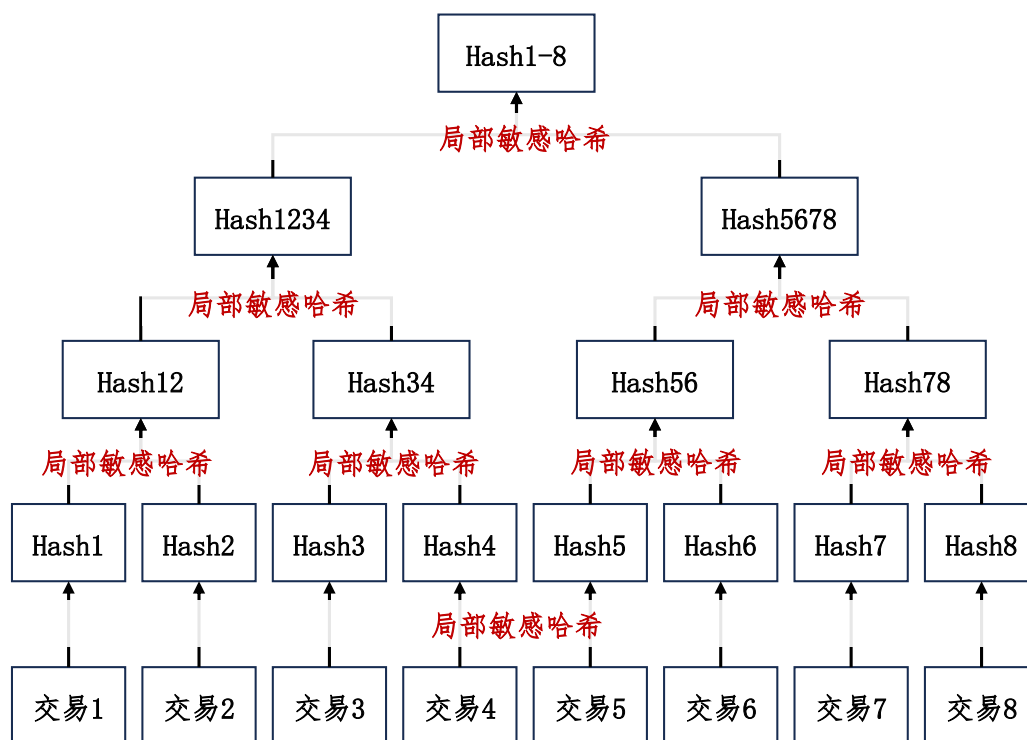 Hash1-8
局部敏感哈希
Hash1234 Hash5678
局部敏感哈希 局部敏感哈希
Hash12 Hash34 Hash56 Hash78
局部敏感哈希 局部敏感哈希 局部敏感哈希 局部敏感哈希
Hash1 Hash2 Hash3 Hash4 Hash5 Hash6 Hash7 Hash8
局部敏感哈希
交易1 交易2 交易3 交易4 交易5 交易6 交易7 交易8